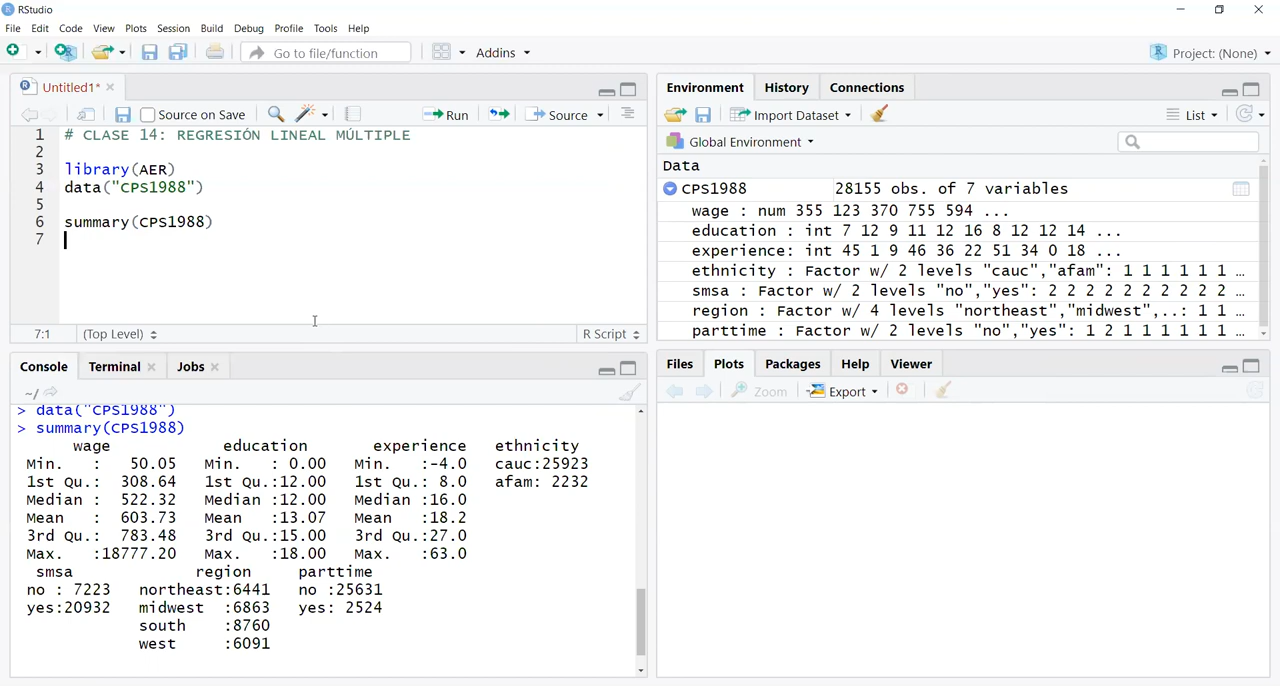 RStudio
File Edit Code View Plots Session Build Debug Profile Tools Help
Go to file/function Addins Project: (None)
Untitled1*
Source on Save Run Source
1 # CLASE 14: REGRESIÓN LINEAL MÚLTIPLE
2
3 library(AER)
4 data("CPS1988")
5
6 summary(CPS1988)
7
7:1 (Top Level) R Script
Console Terminal Jobs
~/
> data("CPS1988")
> summary(CPS1988)
wage education experience ethnicity
Min. : 50.05 Min. : 0.00 Min. :-4.0 cauc:25923
1st Qu.: 308.64 1st Qu.:12.00 1st Qu.: 8.0 afam: 2232
Median : 522.32 Median :12.00 Median :16.0
Mean : 603.73 Mean :13.07 Mean :18.2
3rd Qu.: 783.48 3rd Qu.:15.00 3rd Qu.:27.0
Max. :18777.20 Max. :18.00 Max. :63.0
smsa region parttime
no : 7223 northeast:6441 no :25631
yes:20932 midwest :6863 yes: 2524
south :8760
west :6091
Environment History Connections
Import Dataset List
Global Environment
Data
CPS1988 28155 obs. of 7 variables
wage : num 355 123 370 755 594 ...
education : int 7 12 9 11 12 16 8 12 12 14 ...
experience: int 45 1 9 46 36 22 51 34 0 18 ...
ethnicity : Factor w/ 2 levels "cauc","afam": 1 1 1 1 1 1 …
smsa : Factor w/ 2 levels "no","yes": 2 2 2 2 2 2 2 2 2 …
region : Factor w/ 4 levels "northeast","midwest",..: 1 1 …
parttime : Factor w/ 2 levels "no","yes": 1 2 1 1 1 1 1 1 …
Files Plots Packages Help Viewer
Zoom Export